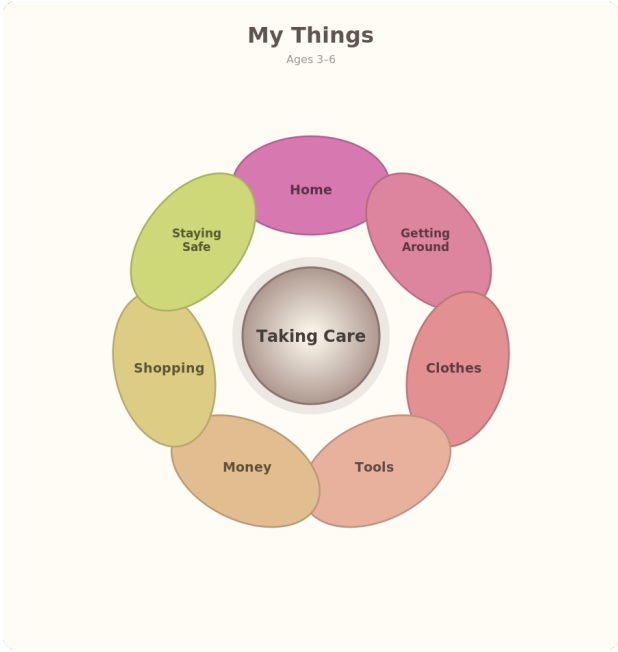 My Things
Ages 3–6
Home
Getting
Around
Clothes
Tools
Money
Shopping
Staying
Safe
Taking Care